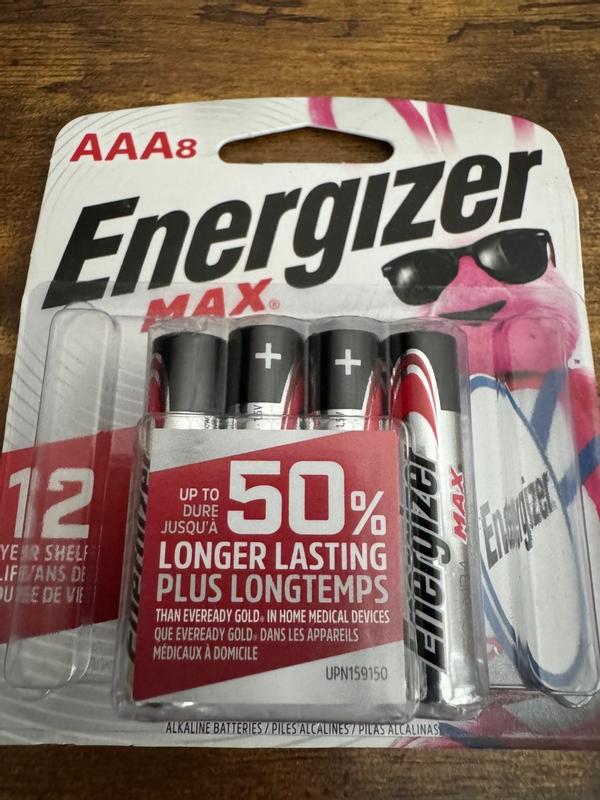 AAA8
Energizer
MAX®
+ +
12
YEAR SHELF
LIFE/ANS DE
DURÉE DE VIE
UP TO
DURE
JUSQU'À
50%
LONGER LASTING
PLUS LONGTEMPS
THAN EVEREADY GOLD® IN HOME MEDICAL DEVICES
QUE EVEREADY GOLD® DANS LES APPAREILS
MÉDICAUX À DOMICILE
UPN159150
Energizer
MAX
Energizer
ALKALINE BATTERIES / PILES ALCALINES / PILAS ALCALINAS